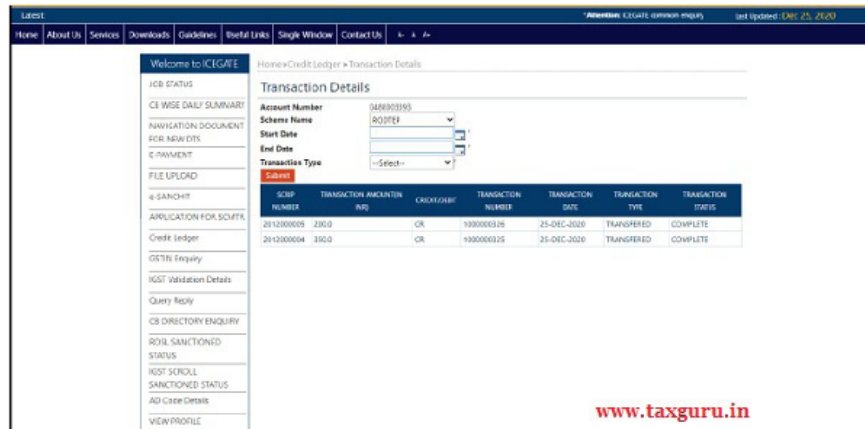 Latest:
*Attention: ICEGATE common enquiry
Last Updated : Dec 25, 2020
Home About Us Services Downloads Guidelines Useful Links Single Window Contact Us A- A A+
Welcome to ICEGATE
JOB STATUS
CB WISE DAILY SUMMARY
NAVIGATION DOCUMENT
FOR NEW DTS
E-PAYMENT
FILE UPLOAD
e-SANCHIT
APPLICATION FOR SCMTR
Credit Ledger
GSTIN Enquiry
IGST Validation Details
Query Reply
CB DIRECTORY ENQUIRY
ROSL SANCTIONED
STATUS
IGST SCROLL
SANCTIONED STATUS
AD Code Details
VIEW PROFILE
Home»Credit Ledger » Transaction Details
Transaction Details
Account Number
Scheme Name RODTEP
Start Date *
End Date *
Transaction Type --Select-- *
Submit
SCRIP NUMBER TRANSACTION AMOUNT(IN INR) CREDIT/DEBIT TRANSACTION NUMBER TRANSACTION DATE TRANSACTION TYPE TRANSACTION STATUS
2012000005 200.0 CR 1000000326 25-DEC-2020 TRANSFERED COMPLETE
2012000004 350.0 CR 1000000325 25-DEC-2020 TRANSFERED COMPLETE
www.taxguru.in